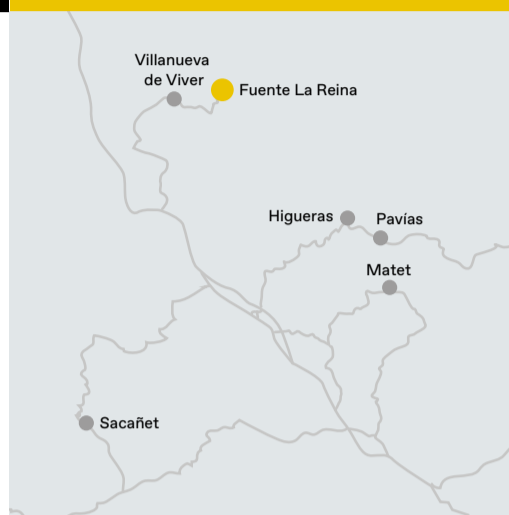 Villanueva
de Viver
Fuente La Reina
Higueras
Pavías
Matet
Sacañet